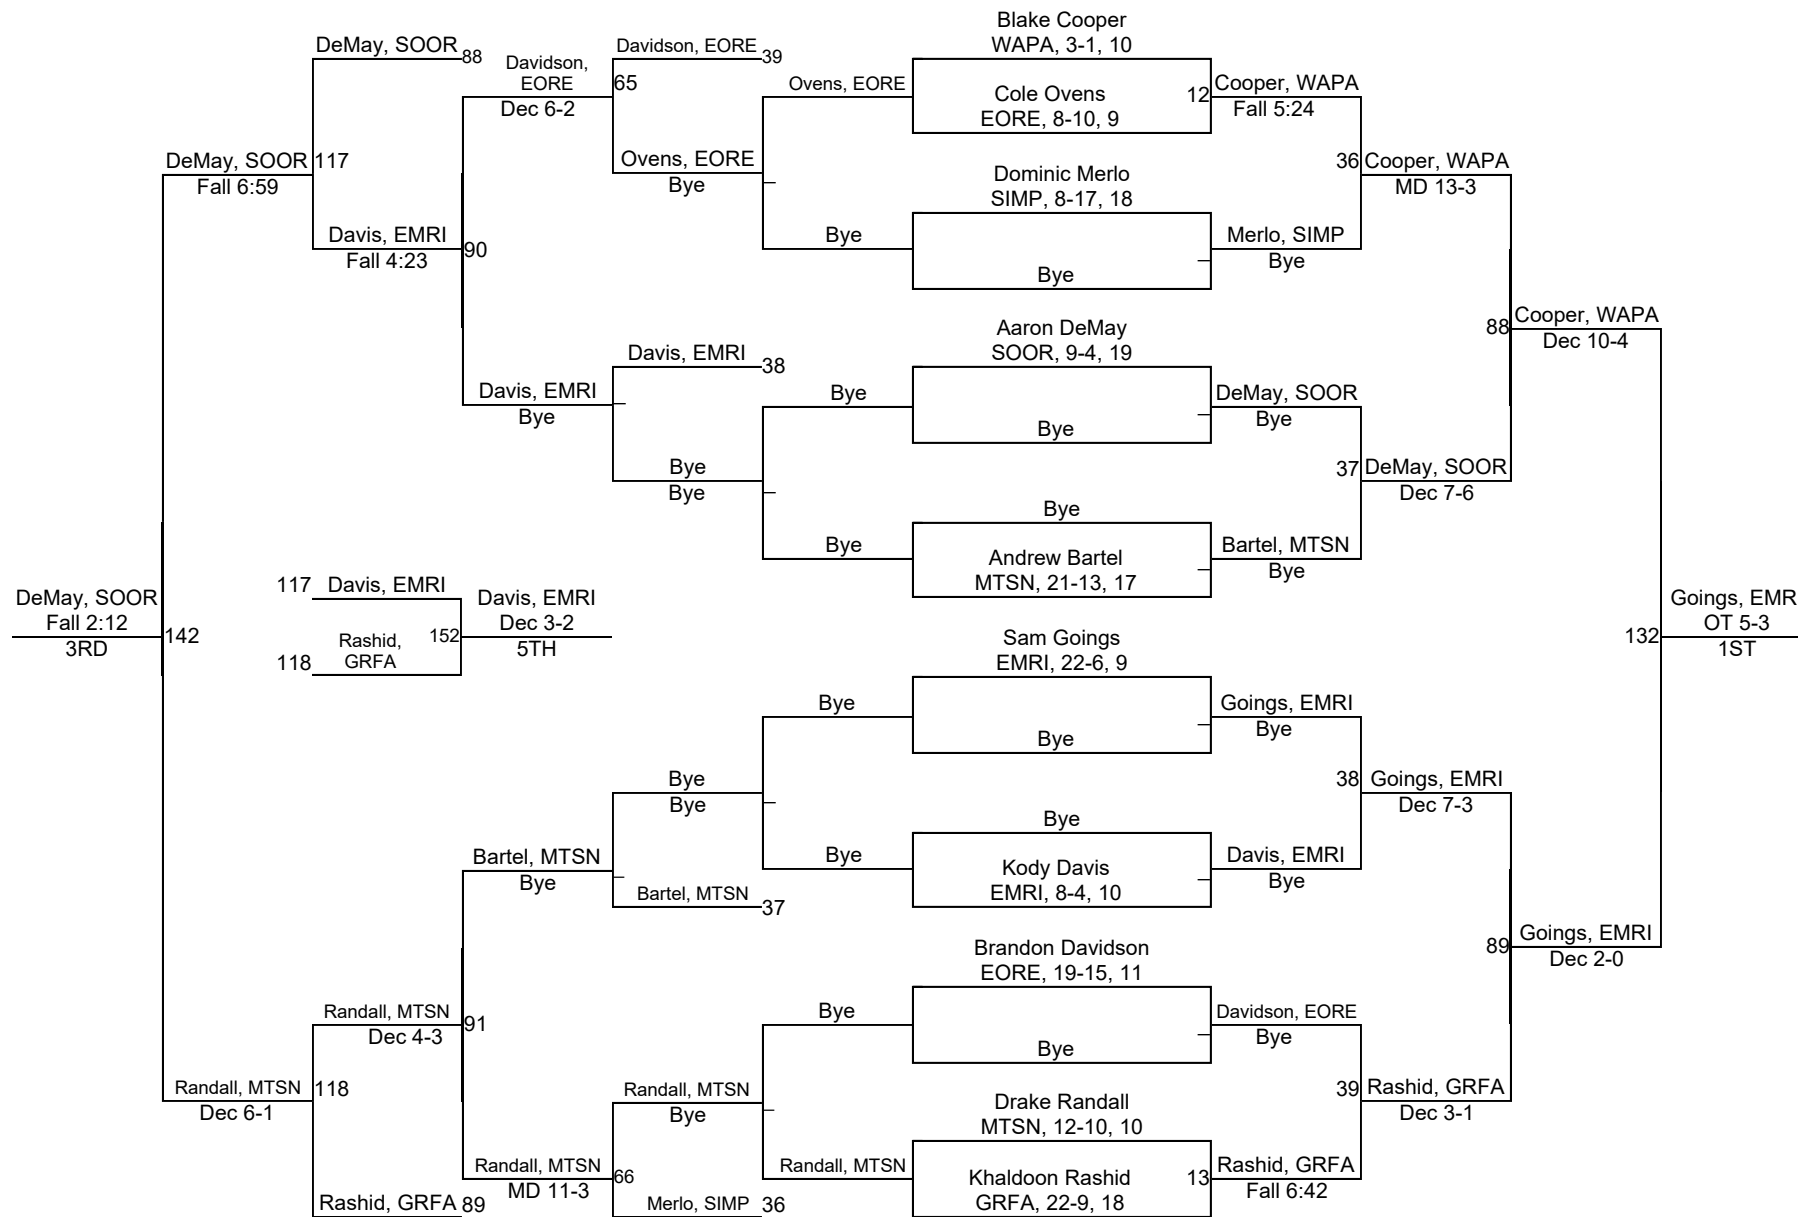 Blake Cooper
WAPA, 3-1, 10
DeMay, SOOR
88
Davidson, EORE
39
Davidson,
EORE
65
Dec 6-2
Ovens, EORE
Cole Ovens
EORE, 8-10, 9
12
Cooper, WAPA
Fall 5:24
DeMay, SOOR
117
Fall 6:59
Ovens, EORE
Bye
Dominic Merlo
SIMP, 8-17, 18
36
Cooper, WAPA
MD 13-3
Davis, EMRI
90
Fall 4:23
Bye
Bye
Merlo, SIMP
Bye
Aaron DeMay
SOOR, 9-4, 19
88
Cooper, WAPA
Dec 10-4
Davis, EMRI
38
Davis, EMRI
Bye
Bye
Bye
DeMay, SOOR
Bye
Bye
Bye
37
DeMay, SOOR
Dec 7-6
Bye
Bye
Andrew Bartel
MTSN, 21-13, 17
Bartel, MTSN
Bye
DeMay, SOOR
Fall 2:12
3RD
142
117
Davis, EMRI
118
Rashid,
GRFA
152
Davis, EMRI
Dec 3-2
5TH
Sam Goings
EMRI, 22-6, 9
132
Goings, EMR
OT 5-3
1ST
Bye
Bye
Goings, EMRI
Bye
Bye
Bye
38
Goings, EMRI
Dec 7-3
Bartel, MTSN
Bye
Bye
Bye
Kody Davis
EMRI, 8-4, 10
Davis, EMRI
Bye
Bartel, MTSN
37
Brandon Davidson
EORE, 19-15, 11
89
Goings, EMRI
Dec 2-0
Randall, MTSN
91
Dec 4-3
Bye
Bye
Davidson, EORE
Bye
Randall, MTSN
118
Dec 6-1
Randall, MTSN
Bye
Drake Randall
MTSN, 12-10, 10
39
Rashid, GRFA
Dec 3-1
Randall, MTSN
66
MD 11-3
Randall, MTSN
Khaldoon Rashid
GRFA, 22-9, 18
13
Rashid, GRFA
Fall 6:42
Rashid, GRFA
89
Merlo, SIMP
36